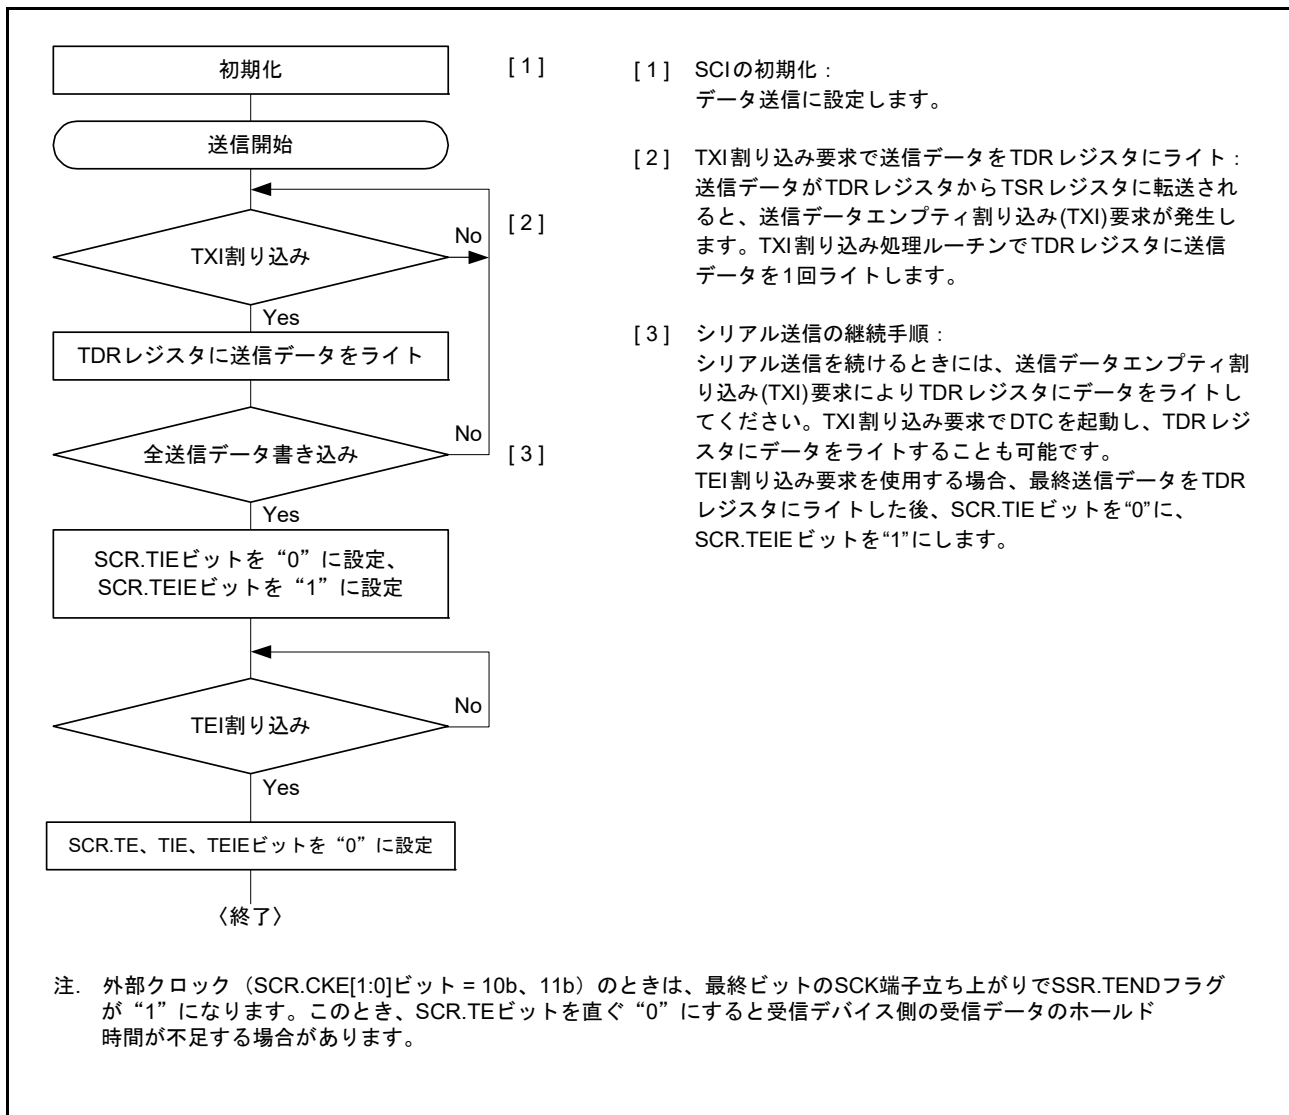 初期化
[ 1 ]
送信開始
TXI割り込み
No
[ 2 ]
Yes
TDRレジスタに送信データをライト
全送信データ書き込み
No
[ 3 ]
Yes
SCR.TIEビットを“0”に設定、
SCR.TEIEビットを“1”に設定
TEI割り込み
No
Yes
SCR.TE、TIE、TEIEビットを“0”に設定
〈終了〉
[ 1 ] SCIの初期化：
データ送信に設定します。
[ 2 ] TXI割り込み要求で送信データをTDRレジスタにライト：
送信データがTDRレジスタからTSRレジスタに転送され
ると、送信データエンプティ割り込み(TXI)要求が発生し
ます。TXI割り込み処理ルーチンでTDRレジスタに送信
データを1回ライトします。
[ 3 ] シリアル送信の継続手順：
シリアル送信を続けるときには、送信データエンプティ割
り込み(TXI)要求によりTDRレジスタにデータをライトし
てください。TXI割り込み要求でDTCを起動し、TDRレジ
スタにデータをライトすることも可能です。
TEI割り込み要求を使用する場合、最終送信データをTDR
レジスタにライトした後、SCR.TIEビットを“0”に、
SCR.TEIEビットを“1”にします。
注. 外部クロック（SCR.CKE[1:0]ビット = 10b、11b）のときは、最終ビットのSCK端子立ち上がりでSSR.TENDフラグ
が“1”になります。このとき、SCR.TEビットを直ぐ“0”にすると受信デバイス側の受信データのホールド
時間が不足する場合があります。